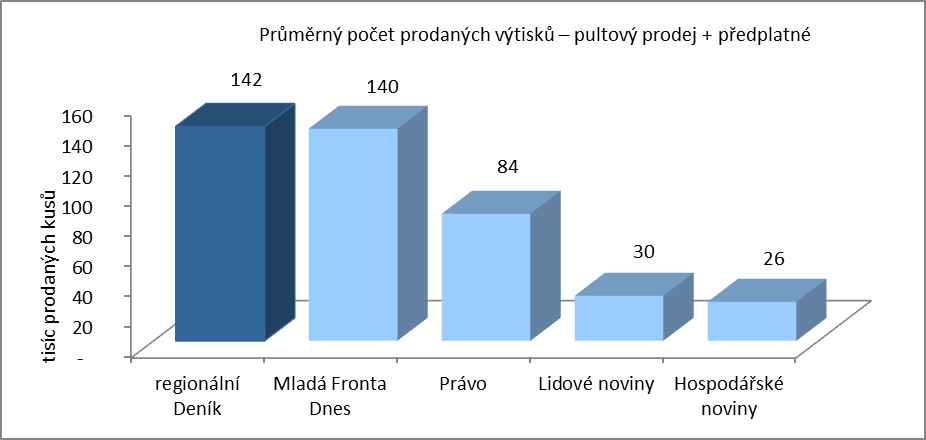 Průměrný počet prodaných výtisků – pultový prodej + předplatné
142
140
84
30
26
tisíc prodaných kusů
160
140
120
100
80
60
40
20
-
regionální
Deník
Mladá Fronta
Dnes
Právo
Lidové noviny
Hospodářské
noviny